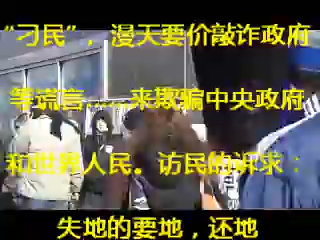 “刁民”，漫天要价敲诈政府
等谎言……来欺骗中央政府
和世界人民。访民的诉求：
失地的要地，还地